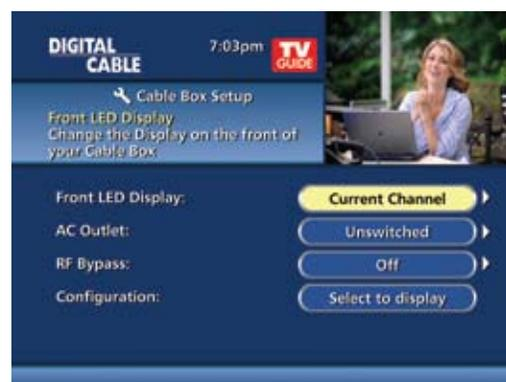 DIGITAL
CABLE
7:03pm
TV
GUIDE
Cable Box Setup
Front LED Display
Change the Display on the front of
your Cable Box
Front LED Display:
Current Channel
AC Outlet:
Unswitched
RF Bypass:
Off
Configuration:
Select to display